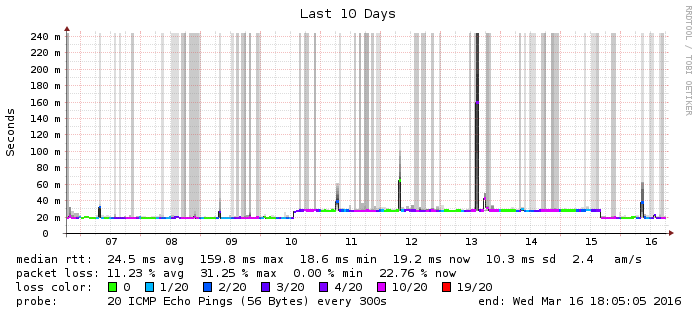 Last 10 Days
RRDTOOL / TOBI OETIKER
Seconds
240 m
220 m
200 m
180 m
160 m
140 m
120 m
100 m
80 m
60 m
40 m
20 m
0
07 08 09 10 11 12 13 14 15 16
median rtt: 24.5 ms avg 159.8 ms max 18.6 ms min 19.2 ms now 10.3 ms sd 2.4 am/s
packet loss: 11.23 % avg 31.25 % max 0.00 % min 22.76 % now
loss color: 0 1/20 2/20 3/20 4/20 10/20 19/20
probe: 20 ICMP Echo Pings (56 Bytes) every 300s end: Wed Mar 16 18:05:05 2016